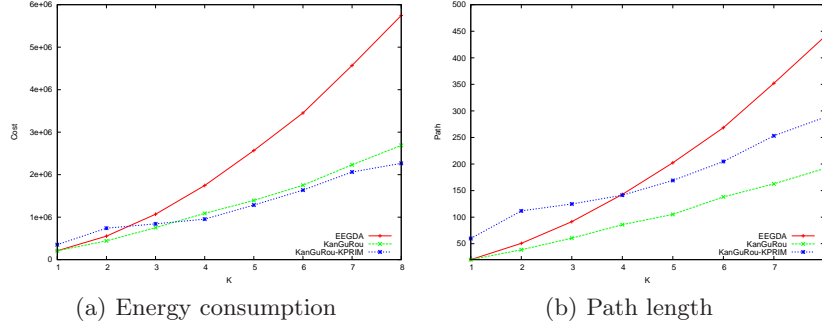 6e+06
5e+06
4e+06
3e+06
2e+06
1e+06
0
Cost
1 2 3 4 5 6 7 8
K
EEGDA
KanGuRou
KanGuRou-KPRIM
(a) Energy consumption
500
450
400
350
300
250
200
150
100
50
Path
1 2 3 4 5 6 7
K
EEGDA
KanGuRou
KanGuRou-KPRIM
(b) Path length